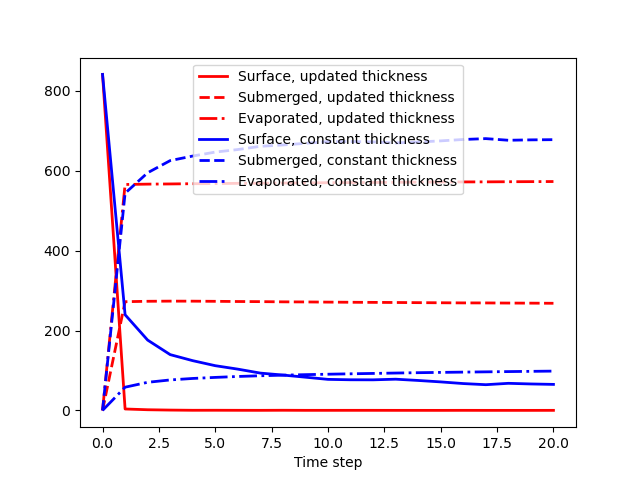 Surface, updated thickness
Submerged, updated thickness
Evaporated, updated thickness
Surface, constant thickness
Submerged, constant thickness
Evaporated, constant thickness
800
600
400
200
0
0.0 2.5 5.0 7.5 10.0 12.5 15.0 17.5 20.0
Time step